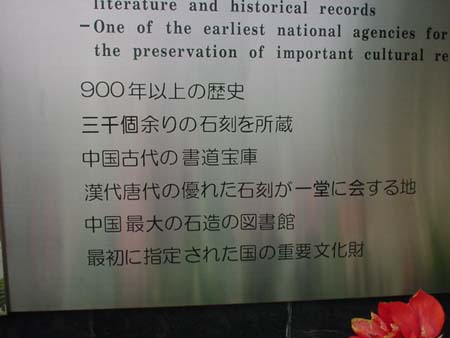 literature and historical records
–One of the earliest national agencies for
the preservation of important cultural re
900年以上の歴史
三千個余りの石刻を所蔵
中国古代の書道宝庫
漢代唐代の優れた石刻が一堂に会する地
中国最大の石造の図書館
最初に指定された国の重要文化財